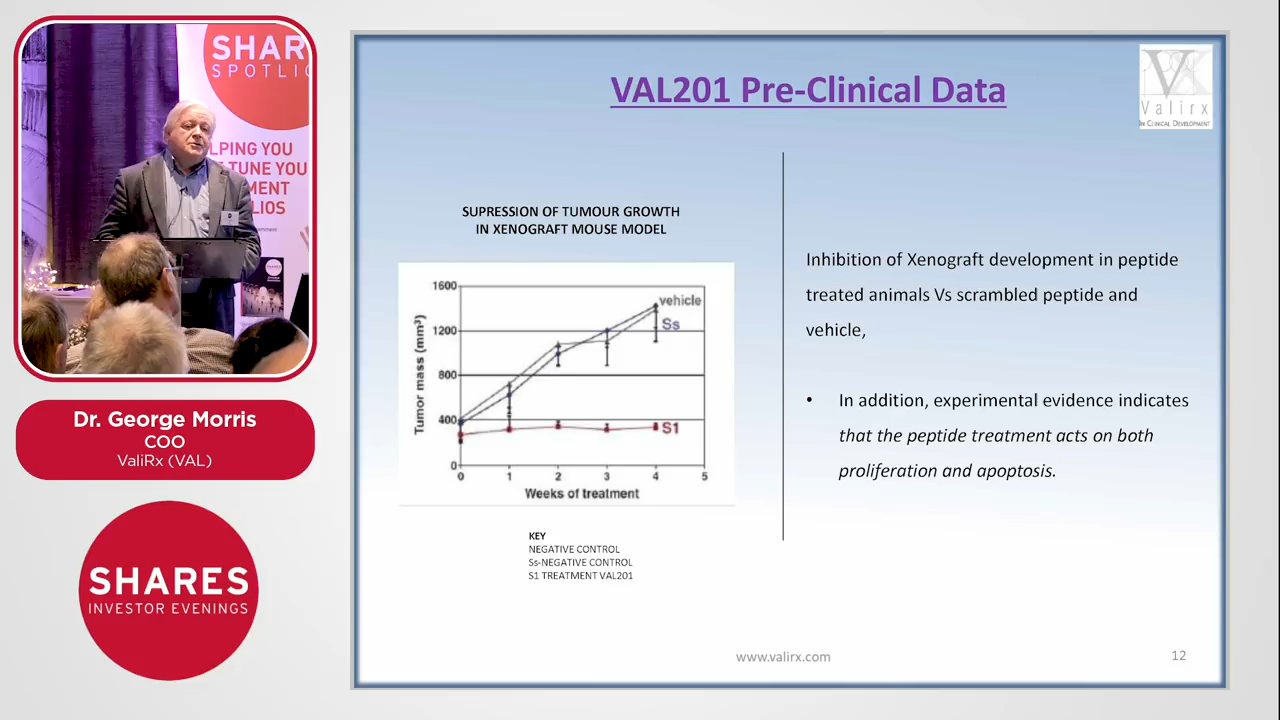 SHAR
SPOTLIG
LPING YOU
TUNE YOU
MENT
LIOS
Dr. George Morris
COO
ValiRx (VAL)
SHARES
INVESTOR EVENINGS
VAL201 Pre-Clinical Data
V
Valirx
IN CLINICAL DEVELOPMENT
SUPRESSION OF TUMOUR GROWTH
IN XENOGRAFT MOUSE MODEL
Tumor mass (mm³)
1600
1200
800
400
0
vehicle
Ss
S1
0 1 2 3 4 5
Weeks of treatment
KEY
NEGATIVE CONTROL
Ss-NEGATIVE CONTROL
S1 TREATMENT VAL201
Inhibition of Xenograft development in peptide
treated animals Vs scrambled peptide and
vehicle,
• In addition, experimental evidence indicates
that the peptide treatment acts on both
proliferation and apoptosis.
www.valirx.com
12